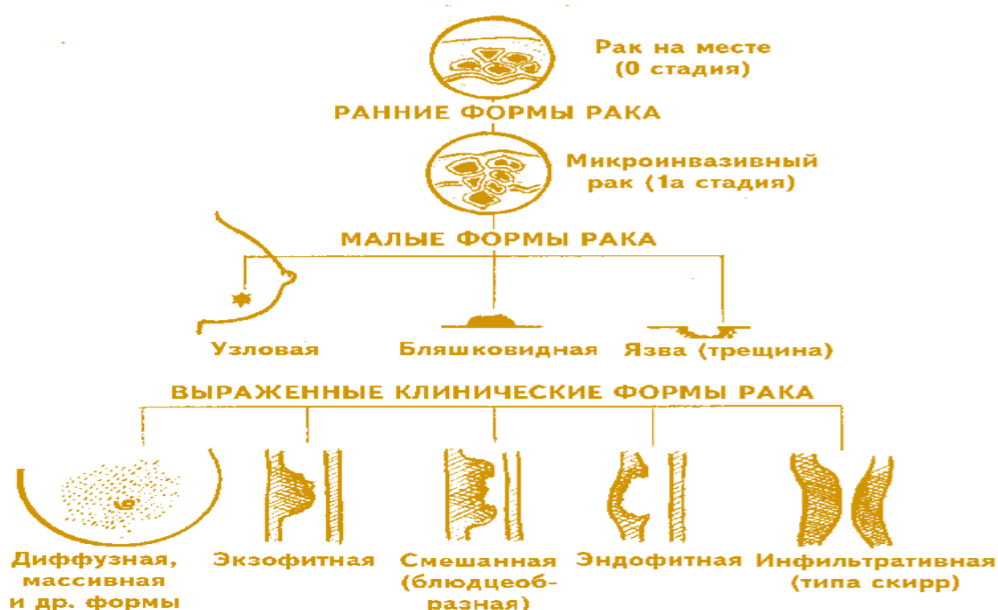 Рак на месте
(0 стадия)
РАННИЕ ФОРМЫ РАКА
Микроинвазивный
рак (1а стадия)
МАЛЫЕ ФОРМЫ РАКА
Узловая
Бляшковидная
Язва (трещина)
ВЫРАЖЕННЫЕ КЛИНИЧЕСКИЕ ФОРМЫ РАКА
Диффузная,
массивная
и др. формы
Экзофитная
Смешанная
(блюдцеоб-
разная)
Эндофитная
Инфильтративная
(типа скирр)